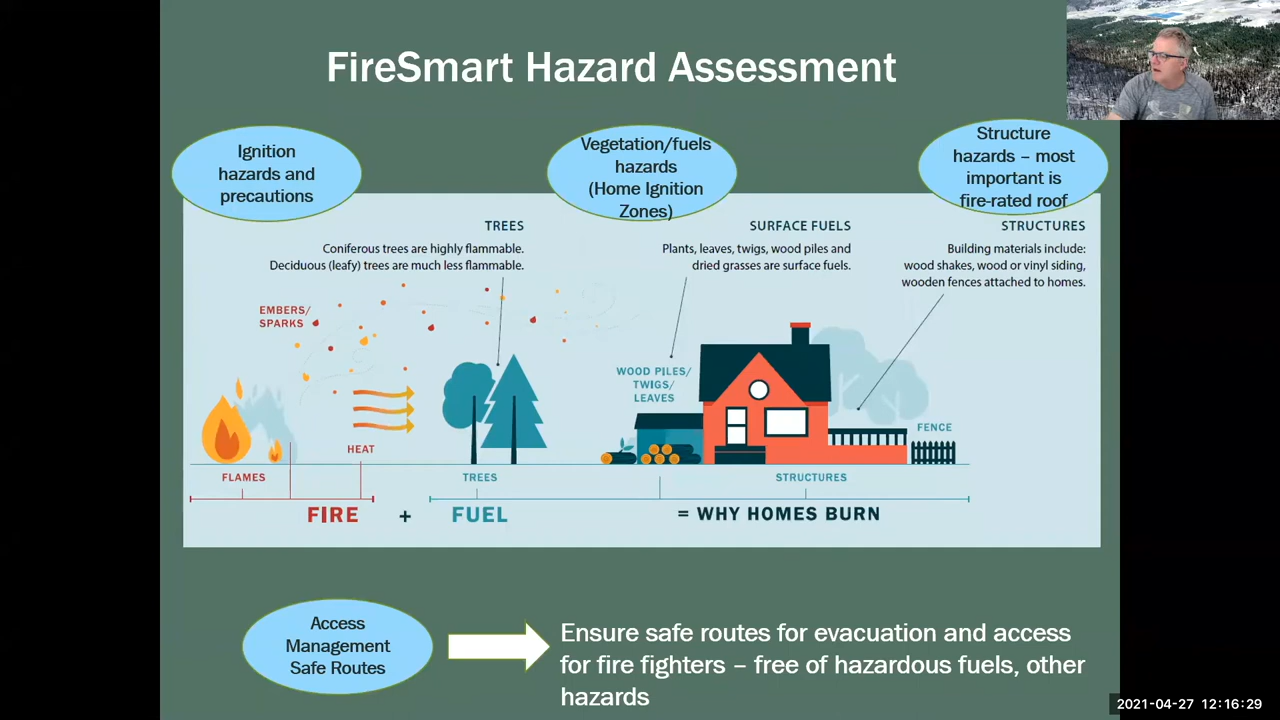 FireSmart Hazard Assessment
Ignition
hazards and
precautions
Vegetation/fuels
hazards
(Home Ignition
Zones)
Structure
hazards – most
important is
fire-rated roof
TREES
Coniferous trees are highly flammable.
Deciduous (leafy) trees are much less flammable.
SURFACE FUELS
Plants, leaves, twigs, wood piles and
dried grasses are surface fuels.
STRUCTURES
Building materials include:
wood shakes, wood or vinyl siding,
wooden fences attached to homes.
EMBERS/
SPARKS
WOOD PILES/
TWIGS/
LEAVES
FENCE
HEAT
FLAMES
TREES
STRUCTURES
FIRE + FUEL = WHY HOMES BURN
Access
Management
Safe Routes
Ensure safe routes for evacuation and access
for fire fighters – free of hazardous fuels, other
hazards
2021-04-27 12:16:29